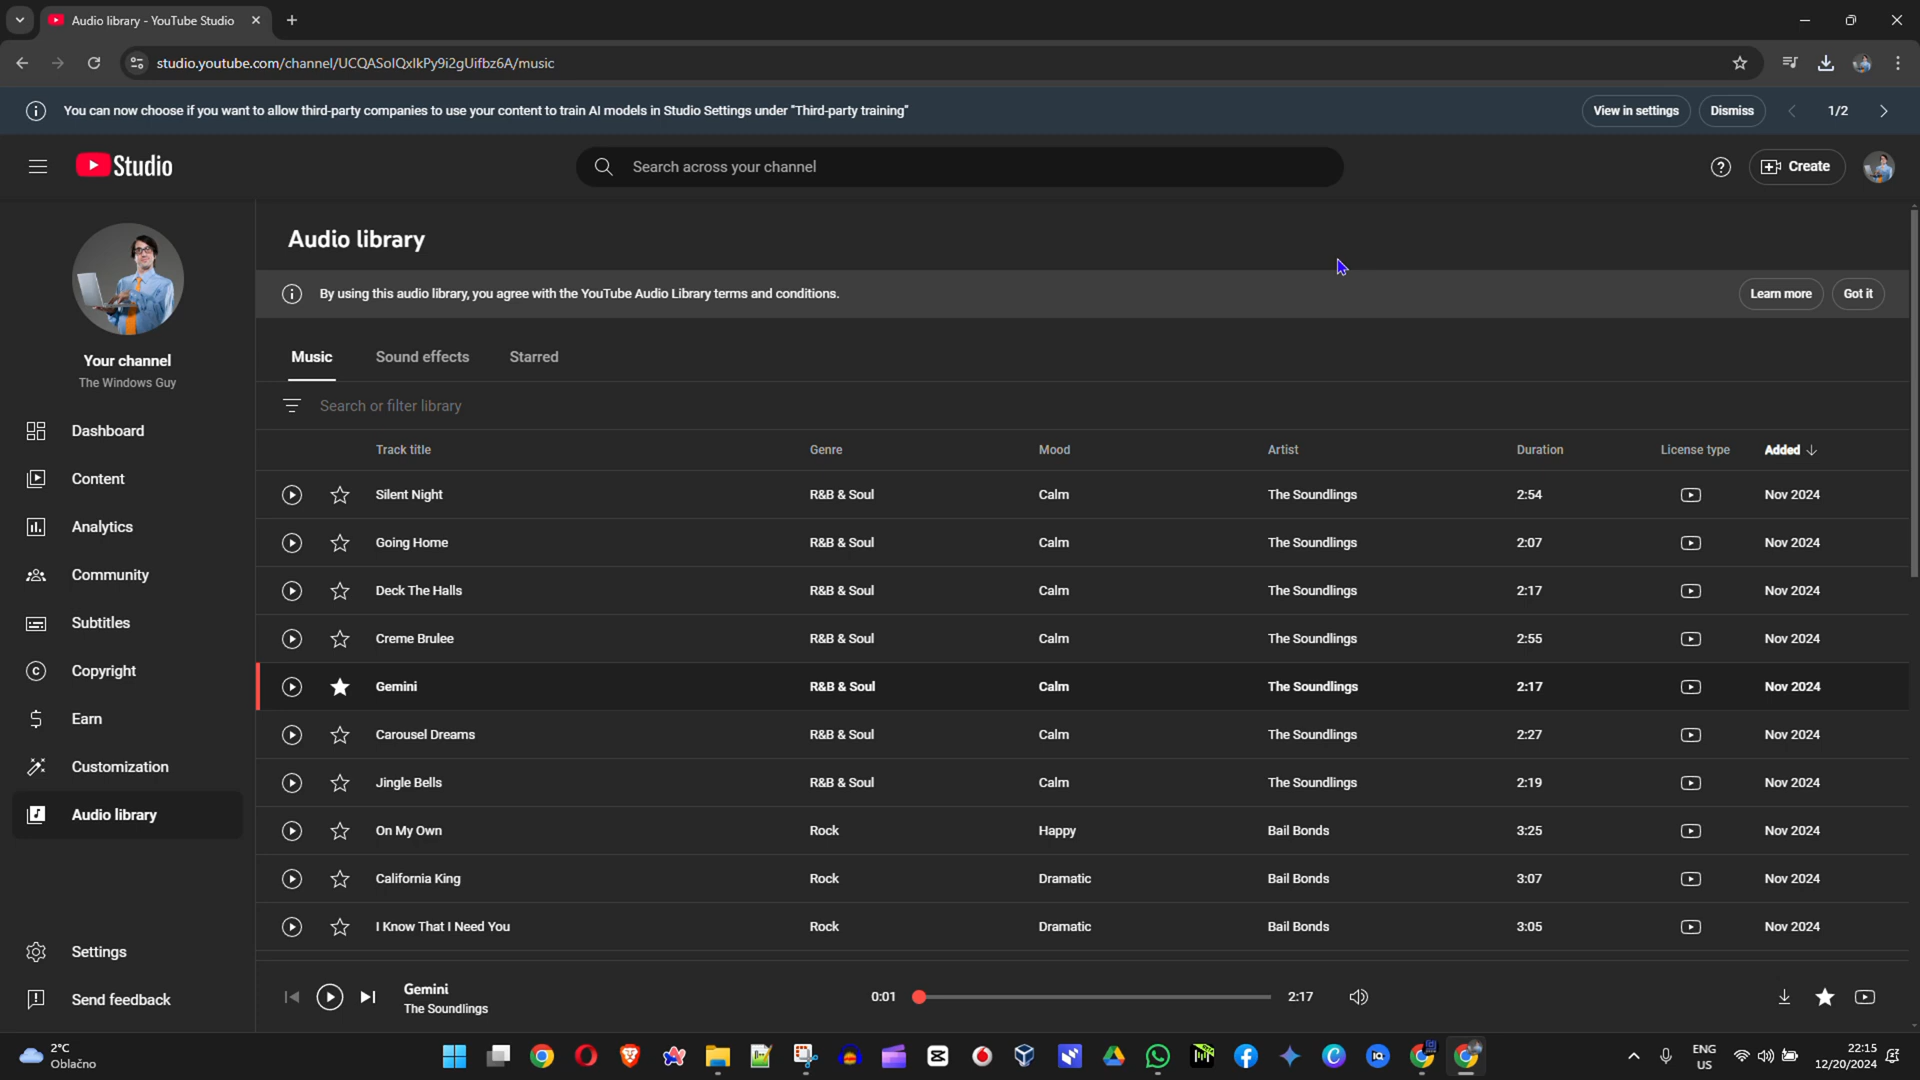 Audio library - YouTube Studio
studio.youtube.com/channel/UCQASolQxlkPy9i2gUifbz6A/music
You can now choose if you want to allow third-party companies to use your content to train AI models in Studio Settings under "Third-party training"
View in settings
Dismiss
1/2
Studio
Search across your channel
Create
Your channel
The Windows Guy
Dashboard
Content
Analytics
Community
Subtitles
Copyright
Earn
Customization
Audio library
Settings
Send feedback
Audio library
By using this audio library, you agree with the YouTube Audio Library terms and conditions.
Learn more
Got it
Music Sound effects Starred
Search or filter library
Track title Genre Mood Artist Duration License type Added
Silent Night R&B & Soul Calm The Soundlings 2:54 Nov 2024
Going Home R&B & Soul Calm The Soundlings 2:07 Nov 2024
Deck The Halls R&B & Soul Calm The Soundlings 2:17 Nov 2024
Creme Brulee R&B & Soul Calm The Soundlings 2:55 Nov 2024
Gemini R&B & Soul Calm The Soundlings 2:17 Nov 2024
Carousel Dreams R&B & Soul Calm The Soundlings 2:27 Nov 2024
Jingle Bells R&B & Soul Calm The Soundlings 2:19 Nov 2024
On My Own Rock Happy Bail Bonds 3:25 Nov 2024
California King Rock Dramatic Bail Bonds 3:07 Nov 2024
I Know That I Need You Rock Dramatic Bail Bonds 3:05 Nov 2024
Gemini
The Soundlings
0:01
2:17
2°C
Oblačno
ENG
US
22:15
12/20/2024